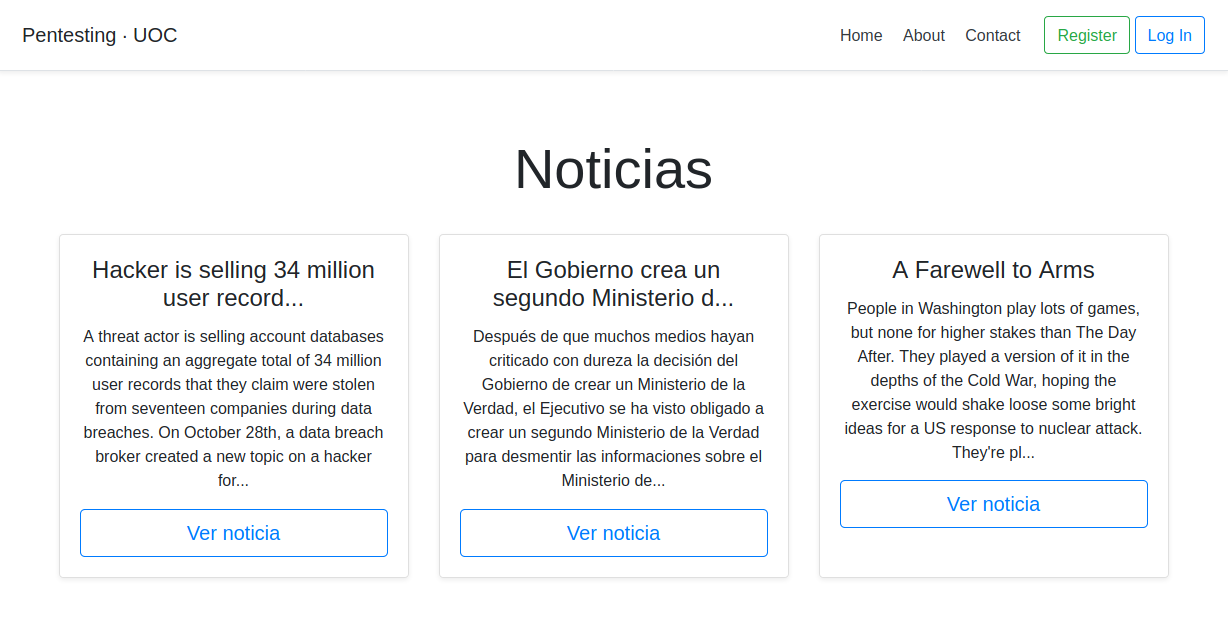 Pentesting · UOC
Home About Contact Register Log In
Noticias
Hacker is selling 34 million
user record...
A threat actor is selling account databases
containing an aggregate total of 34 million
user records that they claim were stolen
from seventeen companies during data
breaches. On October 28th, a data breach
broker created a new topic on a hacker
for...
Ver noticia
El Gobierno crea un
segundo Ministerio d...
Después de que muchos medios hayan
criticado con dureza la decisión del
Gobierno de crear un Ministerio de la
Verdad, el Ejecutivo se ha visto obligado a
crear un segundo Ministerio de la Verdad
para desmentir las informaciones sobre el
Ministerio de...
Ver noticia
A Farewell to Arms
People in Washington play lots of games,
but none for higher stakes than The Day
After. They played a version of it in the
depths of the Cold War, hoping the
exercise would shake loose some bright
ideas for a US response to nuclear attack.
They're pl...
Ver noticia